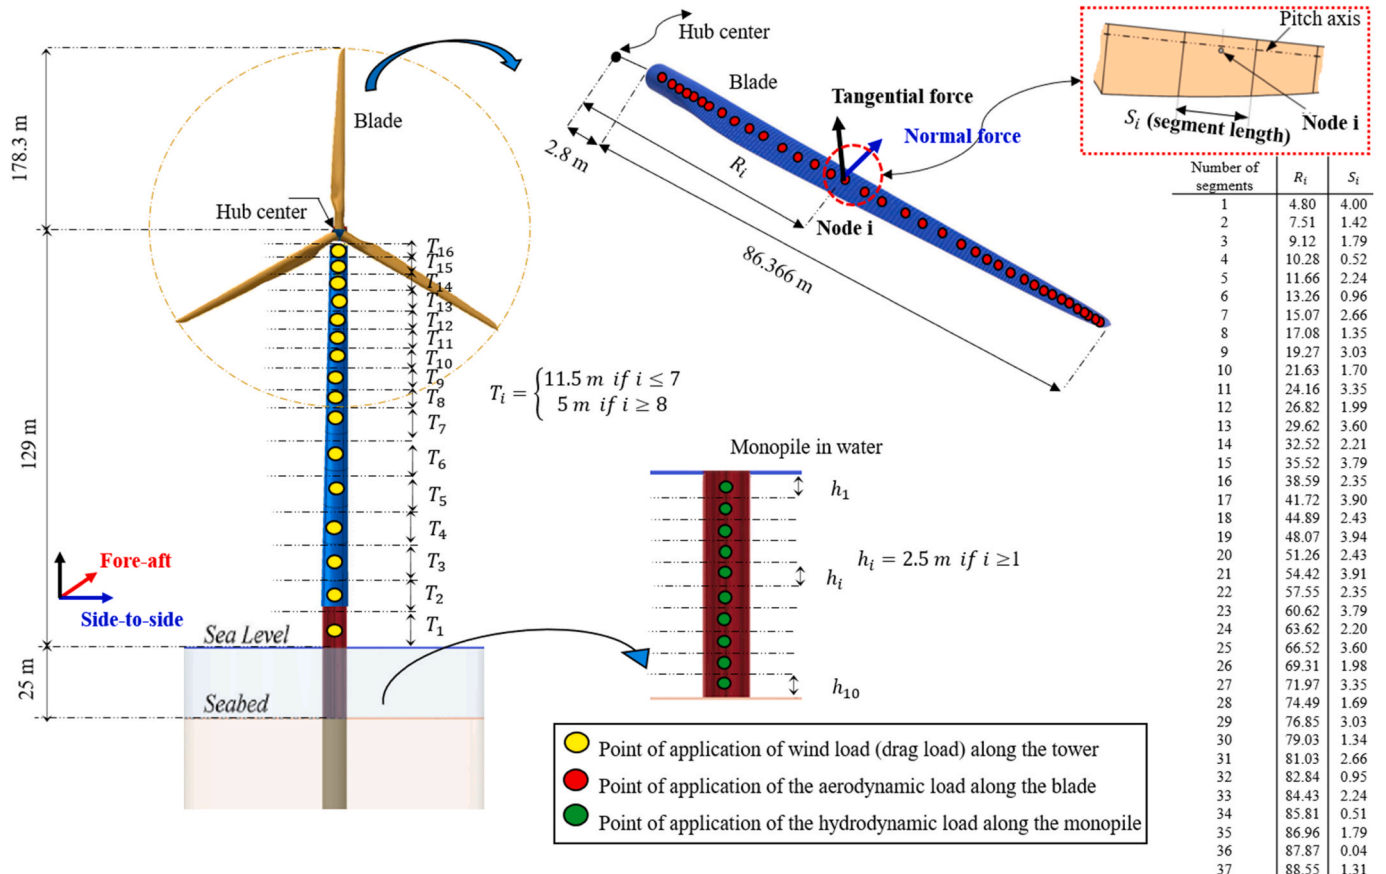 178.3 m
129 m
25 m
Blade
Hub center
T₁₆
T₁₅
T₁₄
T₁₃
T₁₂
T₁₁
T₁₀
T₉
T₈
T₇
T₆
T₅
T₄
T₃
T₂
T₁
Fore-aft
Side-to-side
Sea Level
Seabed
Hub center
Blade
Tangential force
Normal force
2.8 m
Rᵢ
Node i
86.366 m
Pitch axis
Sᵢ (segment length)
Node i
Tᵢ = { 11.5 m if i ≤ 7
5 m if i ≥ 8
Monopile in water
h₁
hᵢ = 2.5 m if i ≥1
hᵢ
h₁₀
Point of application of wind load (drag load) along the tower
Point of application of the aerodynamic load along the blade
Point of application of the hydrodynamic load along the monopile
Number of segments Rᵢ Sᵢ
1 4.80 4.00
2 7.51 1.42
3 9.12 1.79
4 10.28 0.52
5 11.66 2.24
6 13.26 0.96
7 15.07 2.66
8 17.08 1.35
9 19.27 3.03
10 21.63 1.70
11 24.16 3.35
12 26.82 1.99
13 29.62 3.60
14 32.52 2.21
15 35.52 3.79
16 38.59 2.35
17 41.72 3.90
18 44.89 2.43
19 48.07 3.94
20 51.26 2.43
21 54.42 3.91
22 57.55 2.35
23 60.62 3.79
24 63.62 2.20
25 66.52 3.60
26 69.31 1.98
27 71.97 3.35
28 74.49 1.69
29 76.85 3.03
30 79.03 1.34
31 81.03 2.66
32 82.84 0.95
33 84.43 2.24
34 85.81 0.51
35 86.96 1.79
36 87.87 0.04
37 88.55 1.31